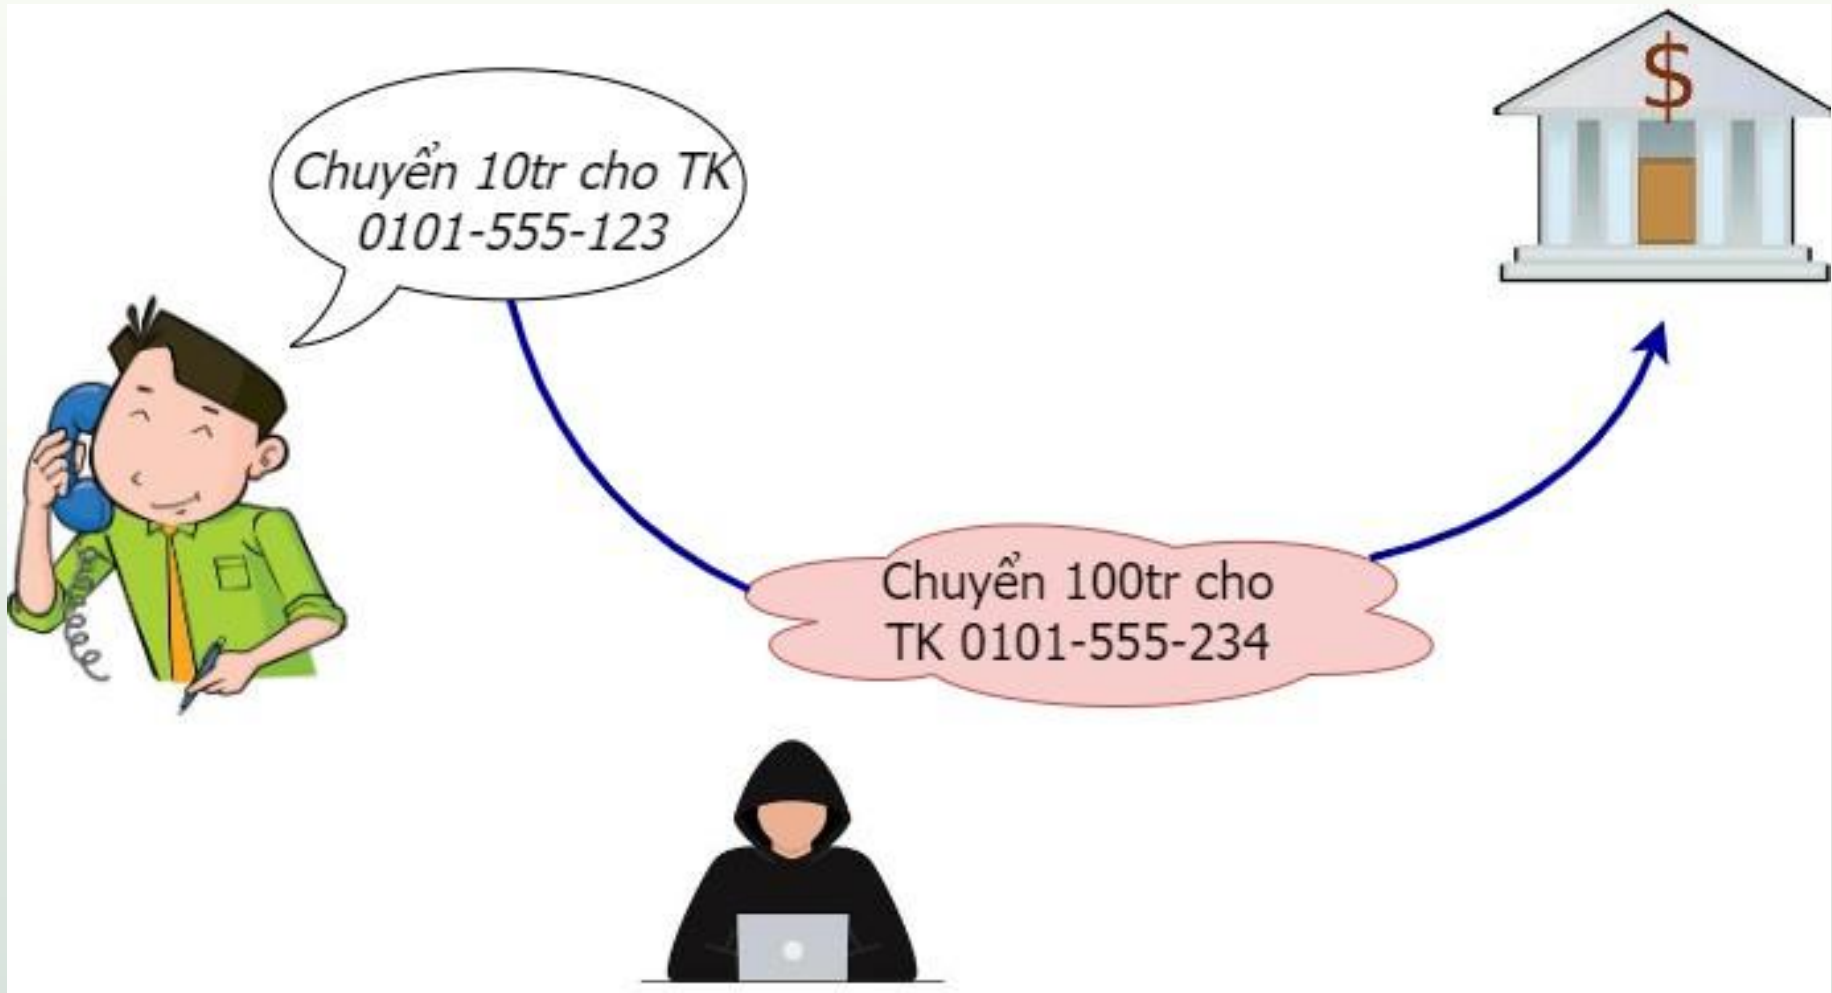 Chuyển 10tr cho TK
0101-555-123
$
Chuyển 100tr cho
TK 0101-555-234